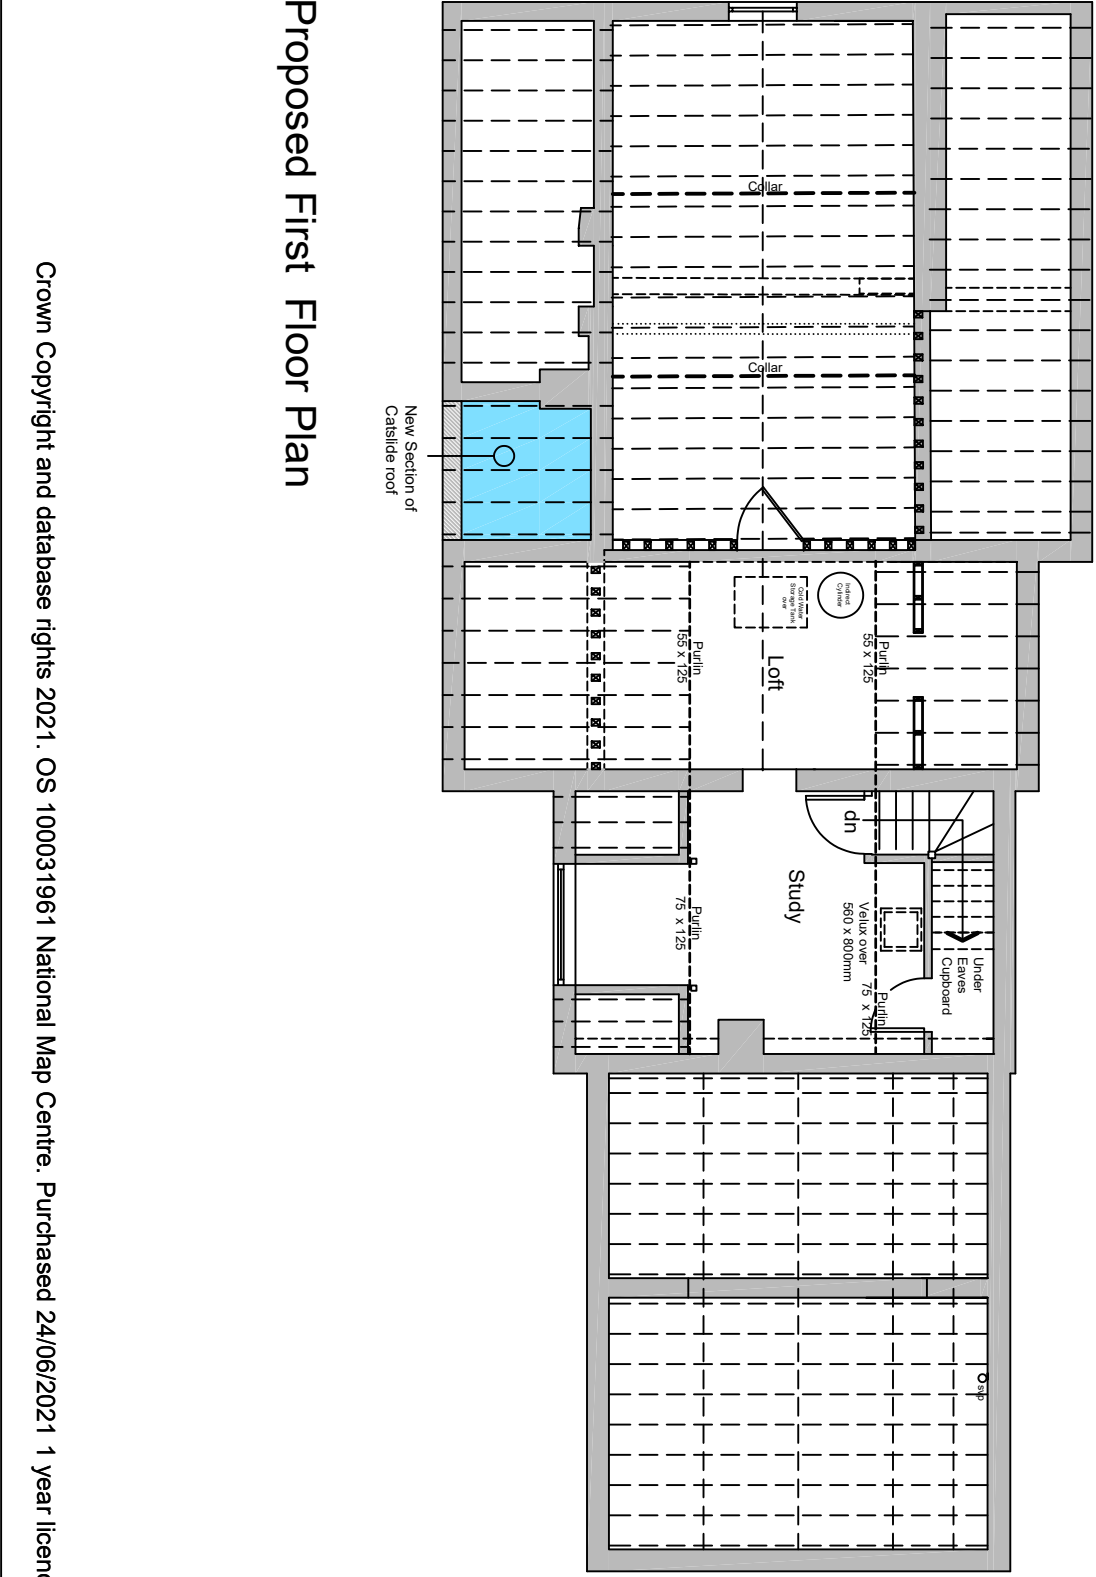 Collar
Collar
Indirect
Cylinder
Cold Water
Storage Tank
over
Purlin
55 x 125
Purlin
55 x 125
Loft
dn
Study
Velux over
560 x 800mm
Purlin
75 x 125
Purlin
75 x 125
Under
Eaves
Cupboard
svp
New Section of
Catslide roof
Proposed First Floor Plan
Crown Copyright and database rights 2021. OS 100031961 National Map Centre. Purchased 24/06/2021 1 year licenc